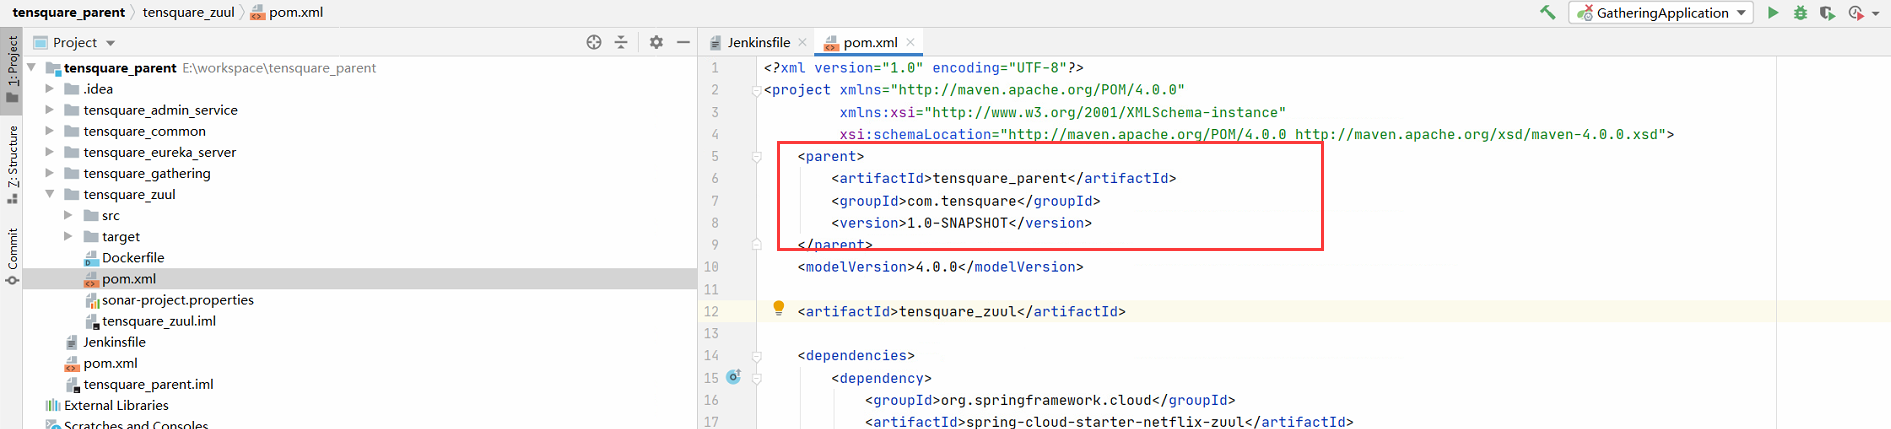 tensquare_parent tensquare_zuul pom.xml
GatheringApplication
1: Project
Z: Structure
Commit
Project
tensquare_parent E:\workspace\tensquare_parent
.idea
tensquare_admin_service
tensquare_common
tensquare_eureka_server
tensquare_gathering
tensquare_zuul
src
target
Dockerfile
pom.xml
sonar-project.properties
tensquare_zuul.iml
Jenkinsfile
pom.xml
tensquare_parent.iml
External Libraries
Scratches and Consoles
Jenkinsfile pom.xml
1 <?xml version="1.0" encoding="UTF-8"?>
2 <project xmlns="http://maven.apache.org/POM/4.0.0"
3 xmlns:xsi="http://www.w3.org/2001/XMLSchema-instance"
4 xsi:schemaLocation="http://maven.apache.org/POM/4.0.0 http://maven.apache.org/xsd/maven-4.0.0.xsd">
5 <parent>
6 <artifactId>tensquare_parent</artifactId>
7 <groupId>com.tensquare</groupId>
8 <version>1.0-SNAPSHOT</version>
9 </parent>
10 <modelVersion>4.0.0</modelVersion>
11
12 <artifactId>tensquare_zuul</artifactId>
13
14 <dependencies>
15 <dependency>
16 <groupId>org.springframework.cloud</groupId>
17 <artifactId>spring-cloud-starter-netflix-zuul</artifactId>